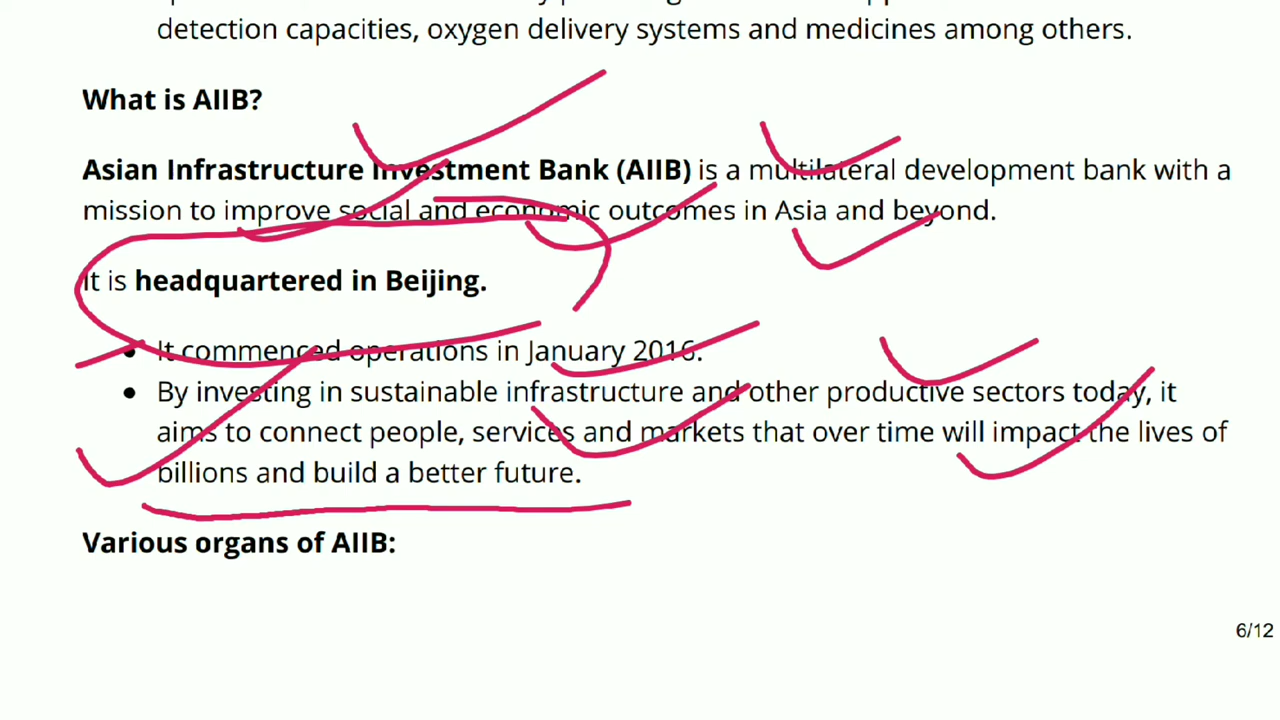 detection capacities, oxygen delivery systems and medicines among others.
What is AIIB?
Asian Infrastructure Investment Bank (AIIB) is a multilateral development bank with a
mission to improve social and economic outcomes in Asia and beyond.
It is headquartered in Beijing.
• It commenced operations in January 2016.
• By investing in sustainable infrastructure and other productive sectors today, it
aims to connect people, services and markets that over time will impact the lives of
billions and build a better future.
Various organs of AIIB:
6/12